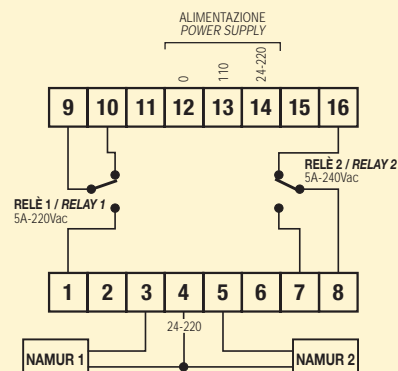 ALIMENTAZIONE
POWER SUPPLY
0
110
24-220
9 10 11 12 13 14 15 16
RELÈ 1 / RELAY 1
5A-220Vac
RELÈ 2 / RELAY 2
5A-240Vac
1 2 3 4 5 6 7 8
24-220
NAMUR 1
NAMUR 2